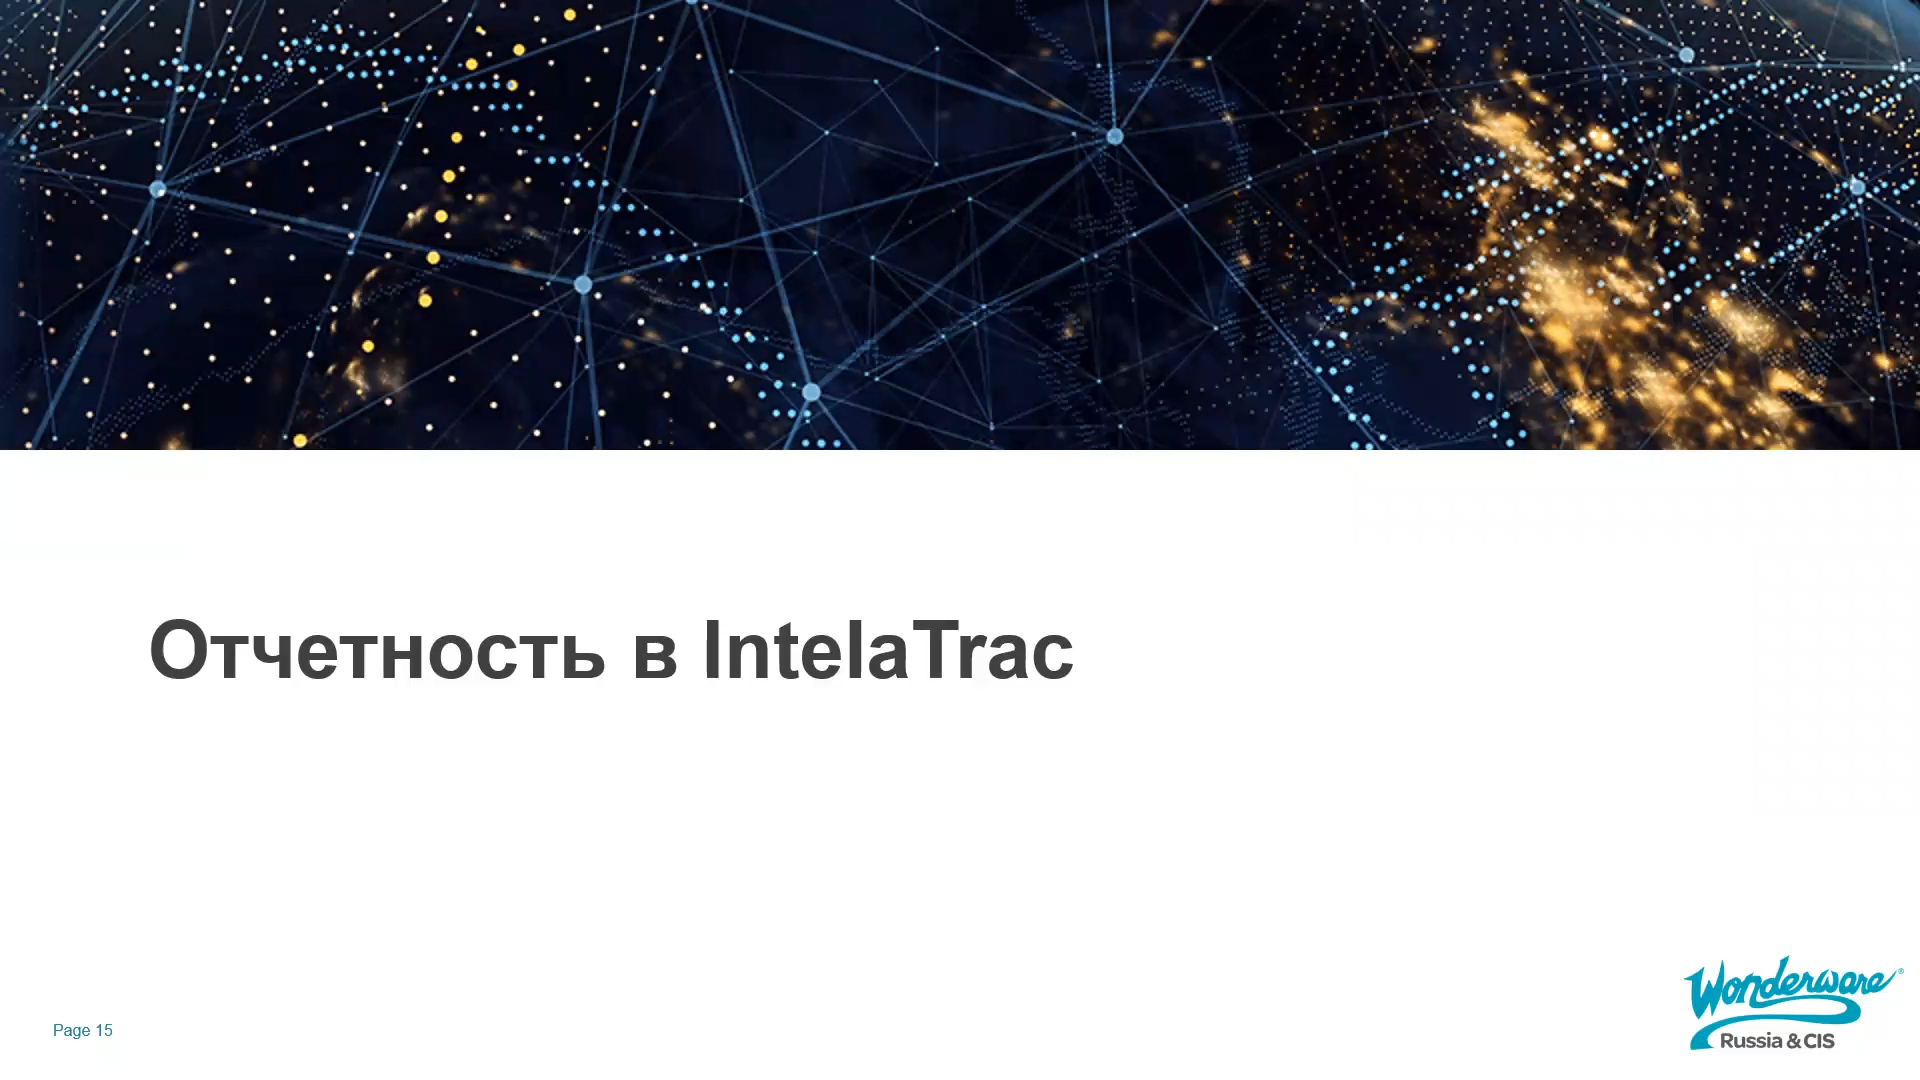 Отчетность в IntelaTrac
Page 15
Wonderware®
Russia & CIS